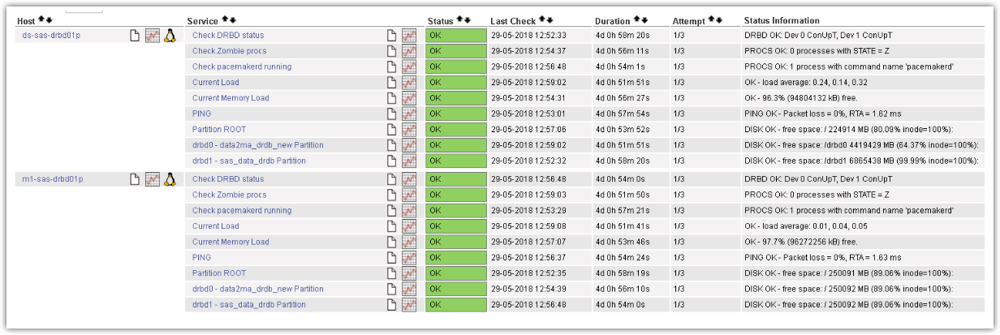 Host Service Status Last Check Duration Attempt Status Information
ds-sas-drbd01p Check DRBD status OK 29-05-2018 12:52:33 4d 0h 58m 20s 1/3 DRBD OK: Dev 0 ConUpT, Dev 1 ConUpT
Check Zombie procs OK 29-05-2018 12:54:37 4d 0h 56m 11s 1/3 PROCS OK: 0 processes with STATE = Z
Check pacemakerd running OK 29-05-2018 12:56:48 4d 0h 54m 1s 1/3 PROCS OK: 1 process with command name 'pacemakerd'
Current Load OK 29-05-2018 12:59:02 4d 0h 51m 51s 1/3 OK - load average: 0.24, 0.14, 0.32
Current Memory Load OK 29-05-2018 12:54:31 4d 0h 56m 27s 1/3 OK - 96.3% (94804132 kB) free.
PING OK 29-05-2018 12:53:01 4d 0h 57m 54s 1/3 PING OK - Packet loss = 0%, RTA = 1.62 ms
Partition ROOT OK 29-05-2018 12:57:06 4d 0h 53m 52s 1/3 DISK OK - free space: / 224914 MB (80.09% inode=100%):
drbd0 - data2ma_drdb_new Partition OK 29-05-2018 12:59:02 4d 0h 51m 51s 1/3 DISK OK - free space: /drbd0 4419429 MB (64.37% inode=100%):
drbd1 - sas_data_drdb Partition OK 29-05-2018 12:52:32 4d 0h 58m 20s 1/3 DISK OK - free space: /drbd1 6865438 MB (99.99% inode=100%):
m1-sas-drbd01p Check DRBD status OK 29-05-2018 12:56:48 4d 0h 54m 0s 1/3 DRBD OK: Dev 0 ConUpT, Dev 1 ConUpT
Check Zombie procs OK 29-05-2018 12:59:03 4d 0h 51m 50s 1/3 PROCS OK: 0 processes with STATE = Z
Check pacemakerd running OK 29-05-2018 12:53:29 4d 0h 57m 21s 1/3 PROCS OK: 1 process with command name 'pacemakerd'
Current Load OK 29-05-2018 12:59:08 4d 0h 51m 41s 1/3 OK - load average: 0.01, 0.04, 0.05
Current Memory Load OK 29-05-2018 12:57:07 4d 0h 53m 46s 1/3 OK - 97.7% (96272256 kB) free.
PING OK 29-05-2018 12:56:37 4d 0h 54m 24s 1/3 PING OK - Packet loss = 0%, RTA = 1.63 ms
Partition ROOT OK 29-05-2018 12:52:35 4d 0h 58m 19s 1/3 DISK OK - free space: / 250091 MB (89.06% inode=100%):
drbd0 - data2ma_drdb_new Partition OK 29-05-2018 12:54:39 4d 0h 56m 10s 1/3 DISK OK - free space: / 250092 MB (89.06% inode=100%):
drbd1 - sas_data_drdb Partition OK 29-05-2018 12:56:48 4d 0h 54m 0s 1/3 DISK OK - free space: / 250092 MB (89.06% inode=100%):